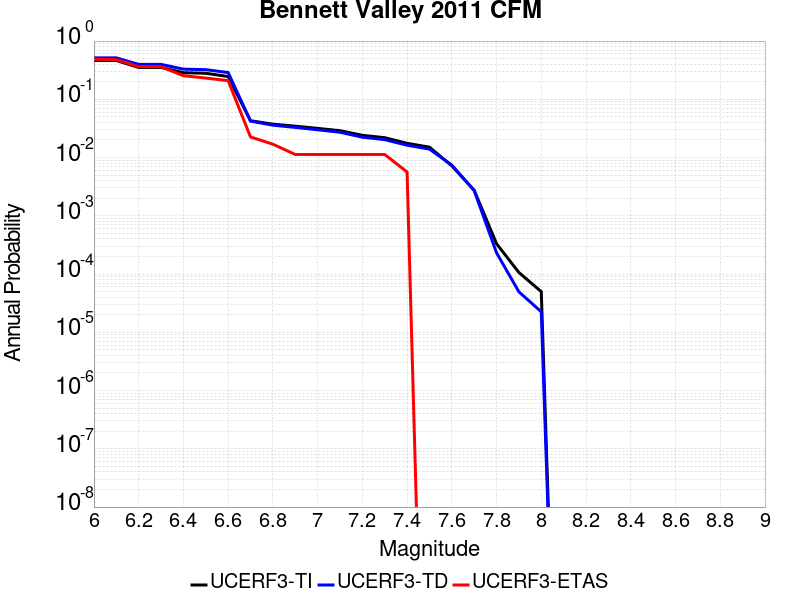 Bennett Valley 2011 CFM
10^0
10^-1
10^-2
10^-3
10^-4
10^-5
10^-6
10^-7
10^-8
Annual Probability
6 6.2 6.4 6.6 6.8 7 7.2 7.4 7.6 7.8 8 8.2 8.4 8.6 8.8 9
Magnitude
UCERF3-TI UCERF3-TD UCERF3-ETAS